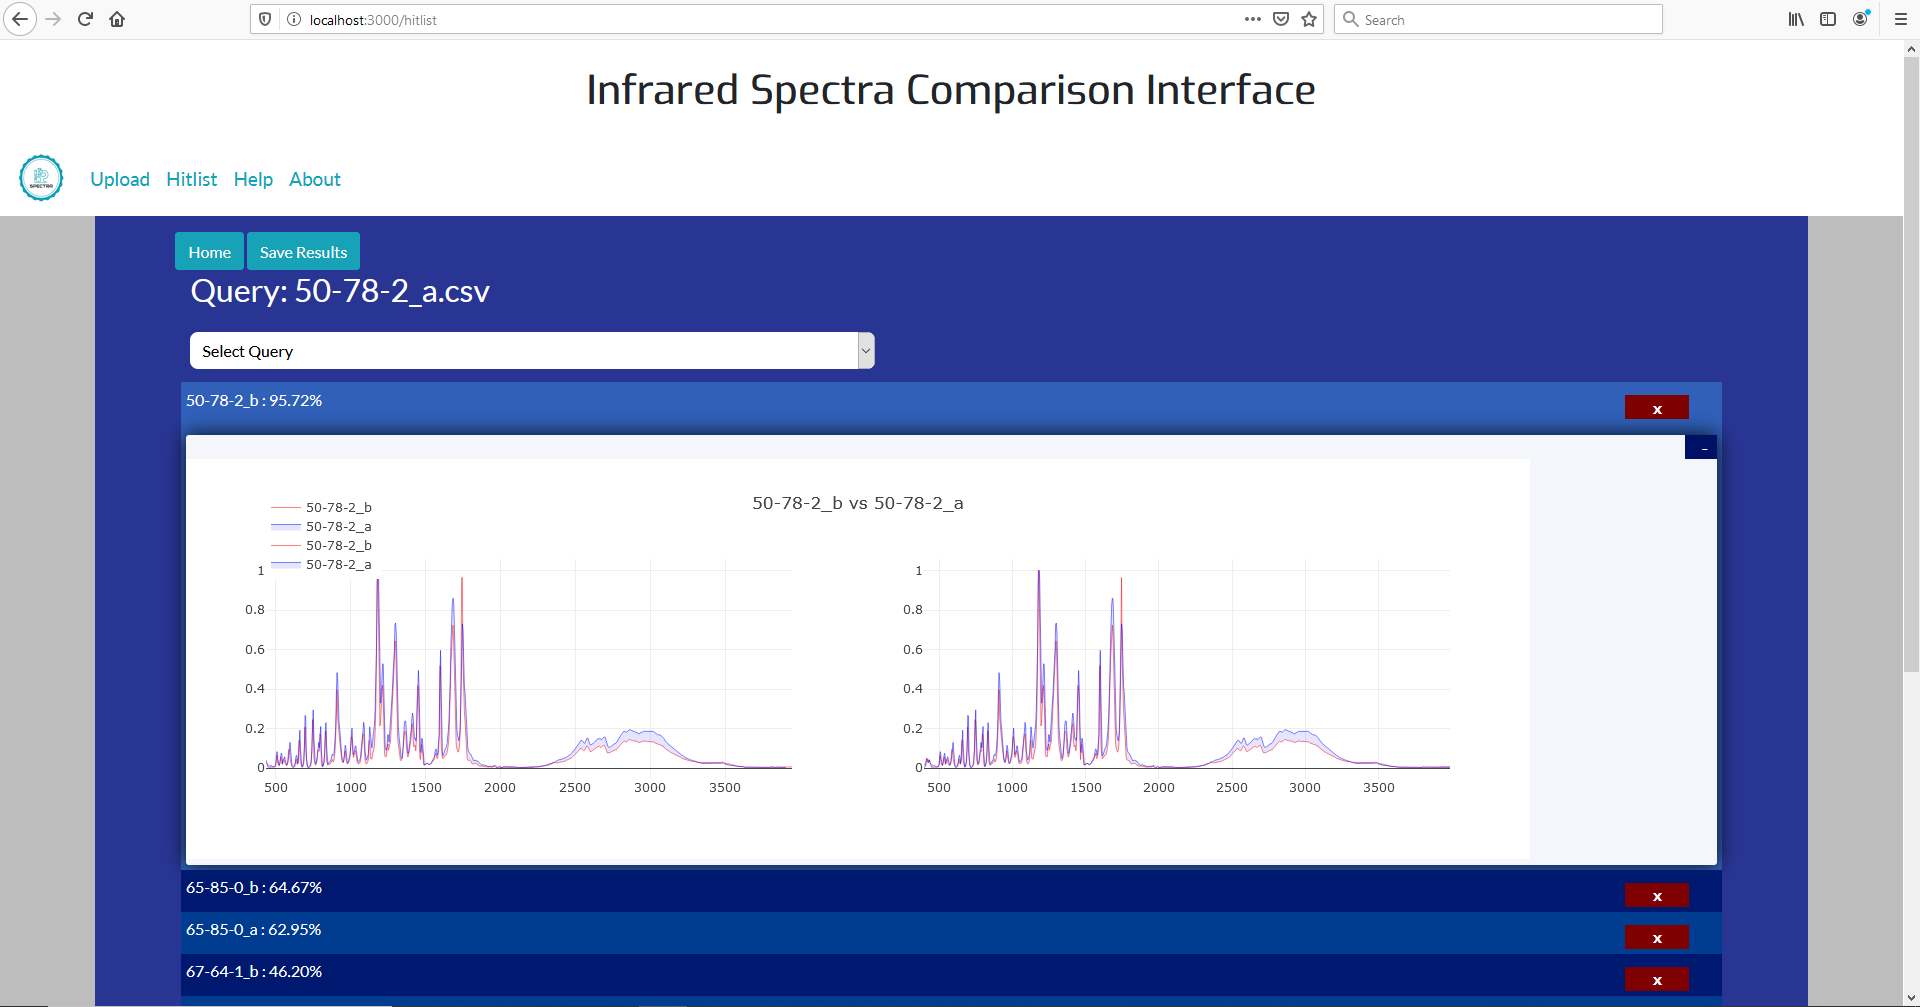 localhost:3000/hitlist
Search
Infrared Spectra Comparison Interface
SPECTRA
Upload Hitlist Help About
Home Save Results
Query: 50-78-2_a.csv
Select Query
50-78-2_b : 95.72%
x
-
50-78-2_b vs 50-78-2_a
50-78-2_b
50-78-2_a
50-78-2_b
50-78-2_a
1
0.8
0.6
0.4
0.2
0
500 1000 1500 2000 2500 3000 3500
1
0.8
0.6
0.4
0.2
0
500 1000 1500 2000 2500 3000 3500
65-85-0_b : 64.67%
x
65-85-0_a : 62.95%
x
67-64-1_b : 46.20%
x